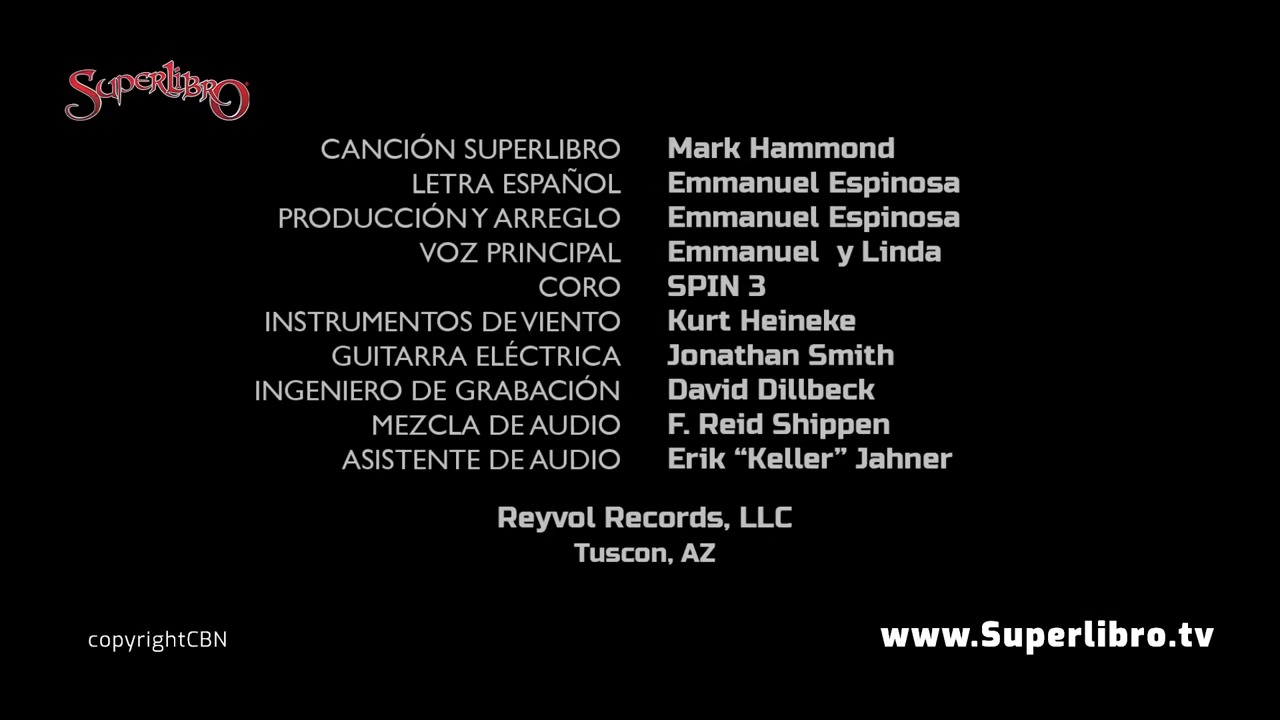 SUPERLIBRO
CANCIÓN SUPERLIBRO Mark Hammond
LETRA ESPAÑOL Emmanuel Espinosa
PRODUCCIÓN Y ARREGLO Emmanuel Espinosa
VOZ PRINCIPAL Emmanuel y Linda
CORO SPIN 3
INSTRUMENTOS DE VIENTO Kurt Heineke
GUITARRA ELÉCTRICA Jonathan Smith
INGENIERO DE GRABACIÓN David Dillbeck
MEZCLA DE AUDIO F. Reid Shippen
ASISTENTE DE AUDIO Erik “Keller” Jahner
Reyvol Records, LLC
Tuscon, AZ
copyrightCBN
www.Superlibro.tv